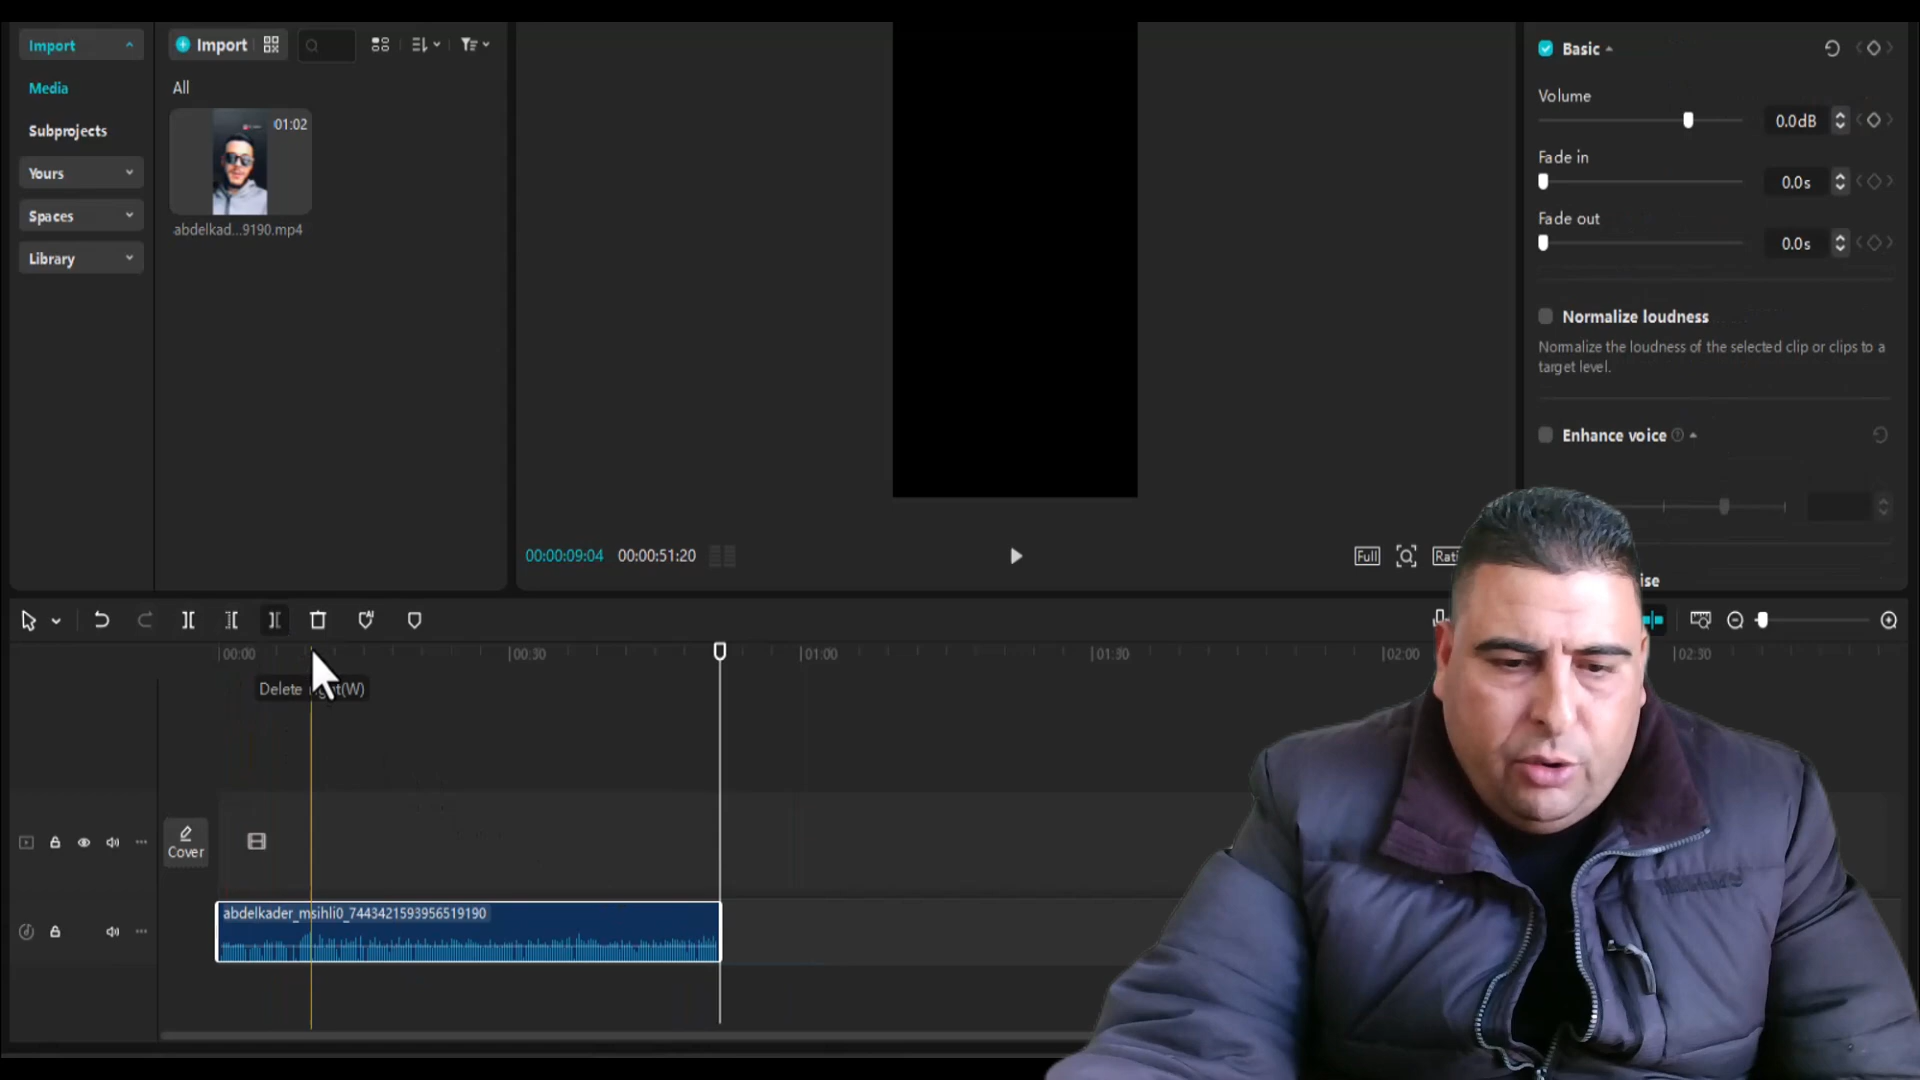 Import
Media
Subprojects
Yours
Spaces
Library
Import
All
01:02
abdelkad...9190.mp4
00:00:09:04 00:00:51:20
Full
Basic
Volume
0.0dB
Fade in
0.0s
Fade out
0.0s
Normalize loudness
Normalize the loudness of the selected clip or clips to a
target level.
Enhance voice
00:00 00:30 01:00 01:30 02:00 02:30
Delete
(W)
Cover
abdelkader_msihli0_7443421593956519190